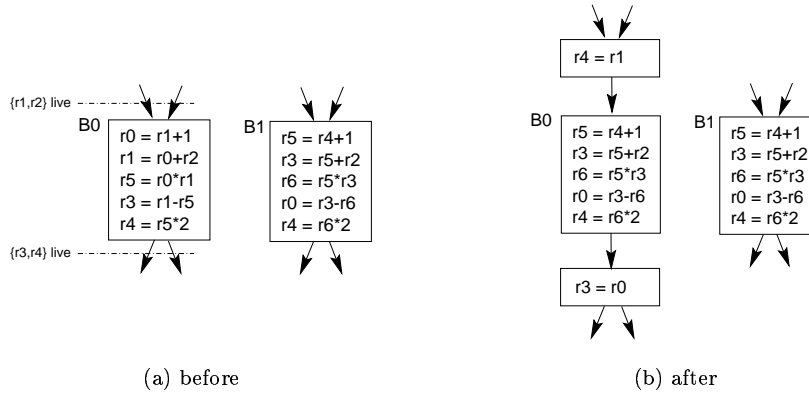 {r1,r2} live
B0
r0 = r1+1
r1 = r0+r2
r5 = r0*r1
r3 = r1-r5
r4 = r5*2
{r3,r4} live
B1
r5 = r4+1
r3 = r5+r2
r6 = r5*r3
r0 = r3-r6
r4 = r6*2
(a) before
r4 = r1
B0
r5 = r4+1
r3 = r5+r2
r6 = r5*r3
r0 = r3-r6
r4 = r6*2
r3 = r0
B1
r5 = r4+1
r3 = r5+r2
r6 = r5*r3
r0 = r3-r6
r4 = r6*2
(b) after